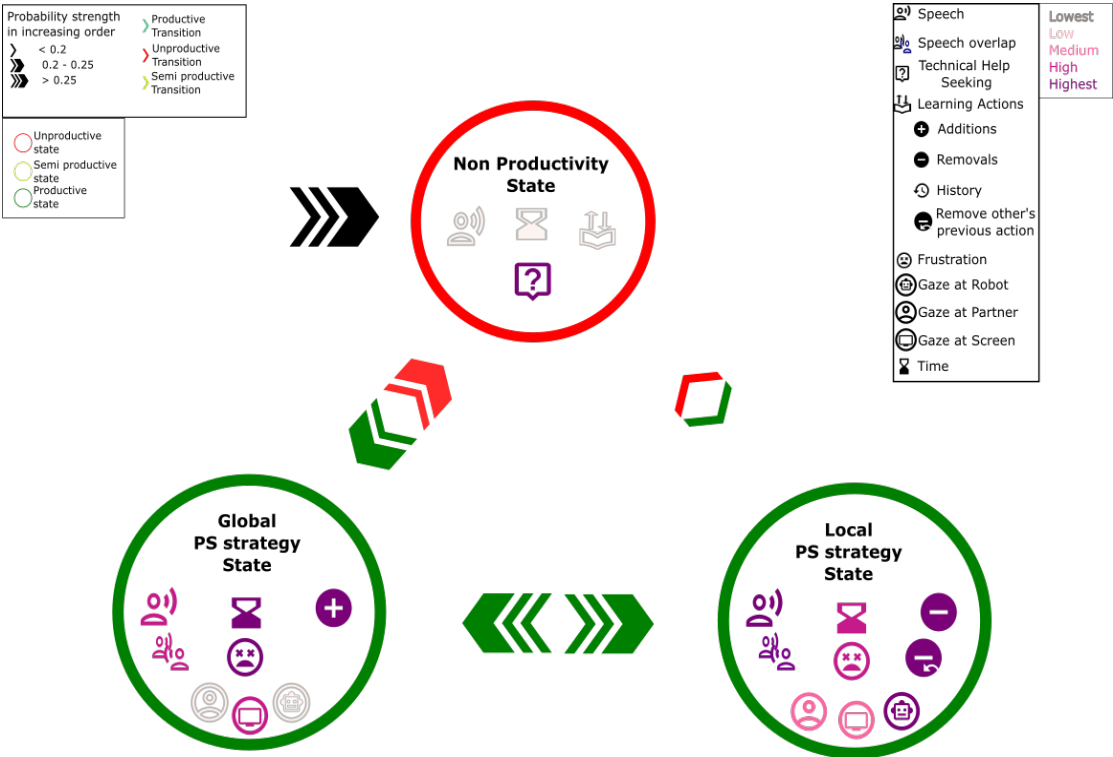 Probability strength
in increasing order
< 0.2
0.2 - 0.25
> 0.25
Productive
Transition
Unproductive
Transition
Semi productive
Transition
Unproductive
state
Semi productive
state
Productive
state
Speech
Speech overlap
Technical Help
Seeking
Learning Actions
Additions
Removals
History
Remove other's
previous action
Frustration
Gaze at Robot
Gaze at Partner
Gaze at Screen
Time
Lowest
Low
Medium
High
Highest
Non Productivity
State
Global
PS strategy
State
Local
PS strategy
State